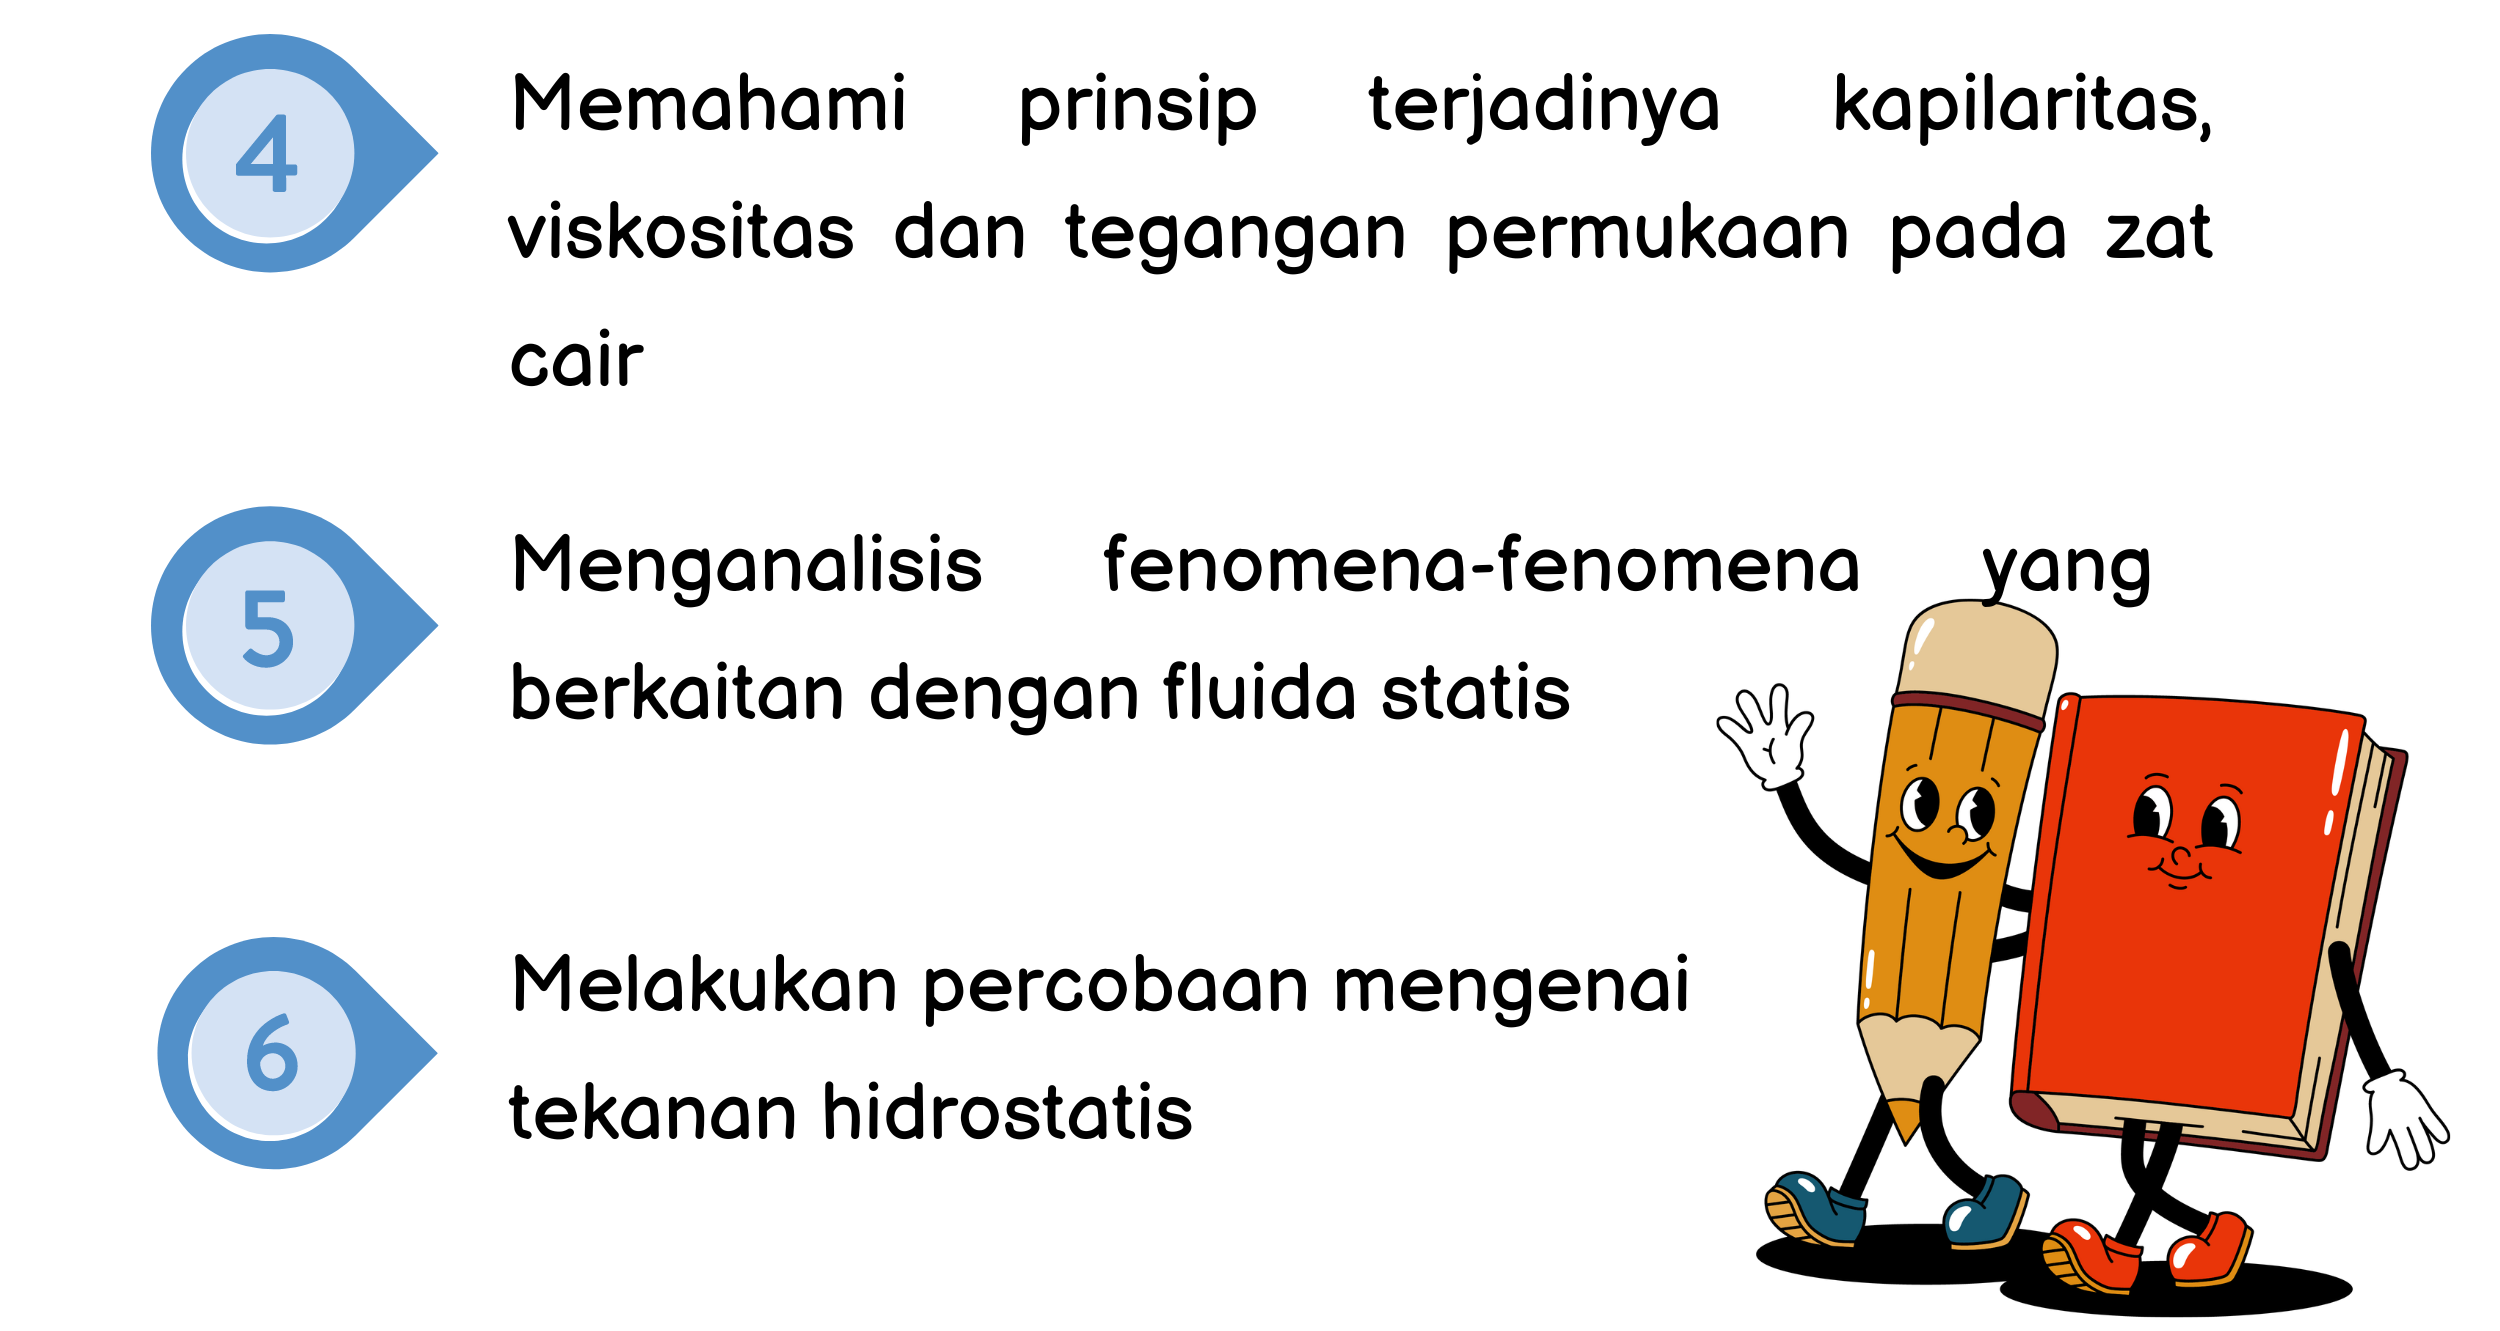 4
Memahami prinsip terjadinya kapilaritas,
viskositas dan tegangan permukaan pada zat
cair
5
Menganalisis fenomena-fenomena yang
berkaitan dengan fluida statis
6
Melakukan percobaan mengenai
tekanan hidrostatis